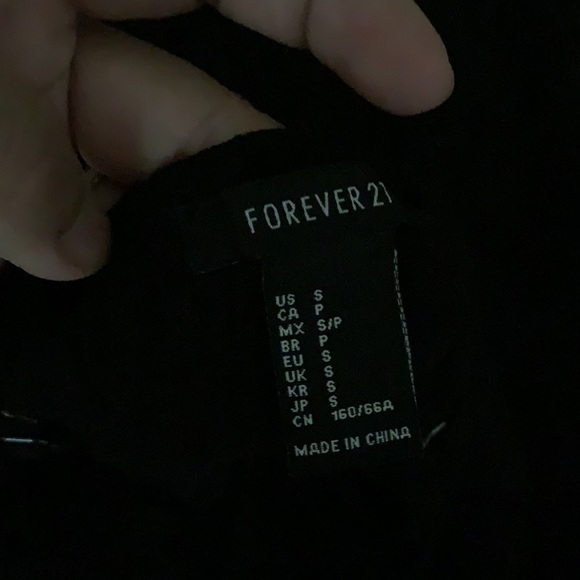 FOREVER 21
US S
CA P
MX S/P
BR P
EU S
UK S
KR S
JP S
CN 160/66A
MADE IN CHINA